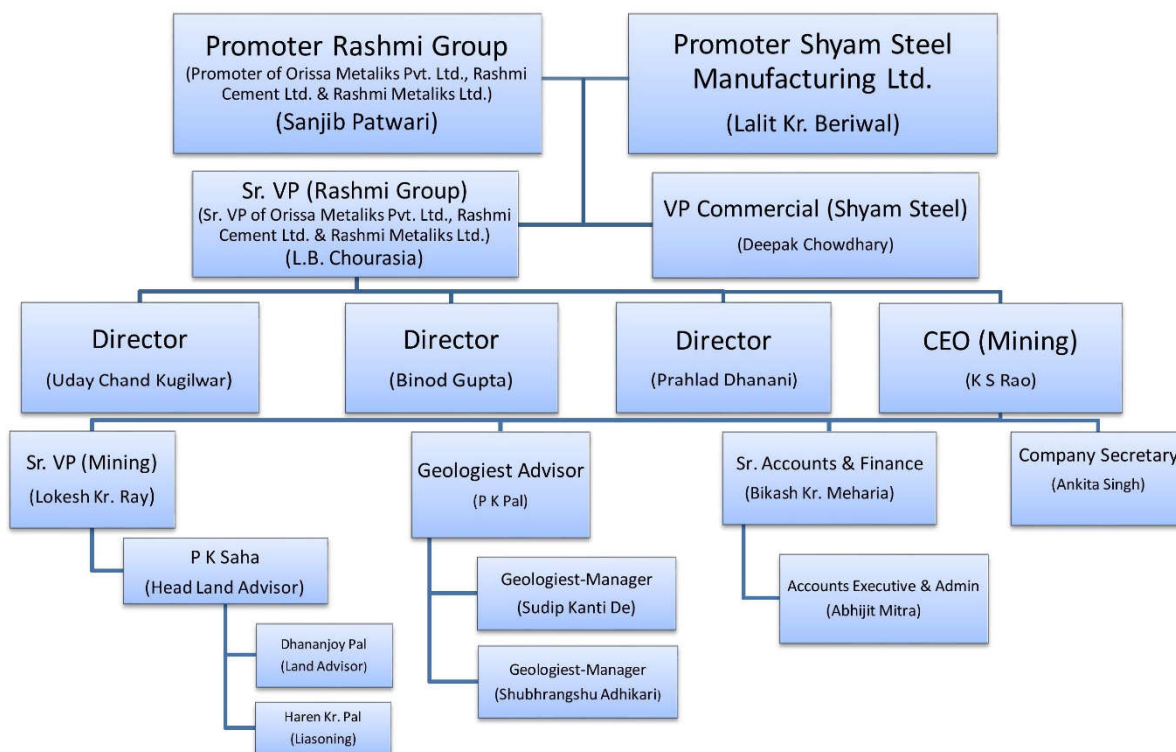 Promoter Rashmi Group
(Promoter of Orissa Metaliks Pvt. Ltd., Rashmi
Cement Ltd. & Rashmi Metaliks Ltd.)
(Sanjib Patwari)
Promoter Shyam Steel
Manufacturing Ltd.
(Lalit Kr. Beriwal)
Sr. VP (Rashmi Group)
(Sr. VP of Orissa Metaliks Pvt. Ltd., Rashmi
Cement Ltd. & Rashmi Metaliks Ltd.)
(L.B. Chourasia)
VP Commercial (Shyam Steel)
(Deepak Chowdhary)
Director
(Uday Chand Kugilwar)
Director
(Binod Gupta)
Director
(Prahlad Dhanani)
CEO (Mining)
(K S Rao)
Sr. VP (Mining)
(Lokesh Kr. Ray)
Geologiest Advisor
(P K Pal)
Sr. Accounts & Finance
(Bikash Kr. Meharia)
Company Secretary
(Ankita Singh)
P K Saha
(Head Land Advisor)
Geologiest-Manager
(Sudip Kanti De)
Accounts Executive & Admin
(Abhijit Mitra)
Dhananjoy Pal
(Land Advisor)
Geologiest-Manager
(Shubhrangshu Adhikari)
Haren Kr. Pal
(Liasoning)